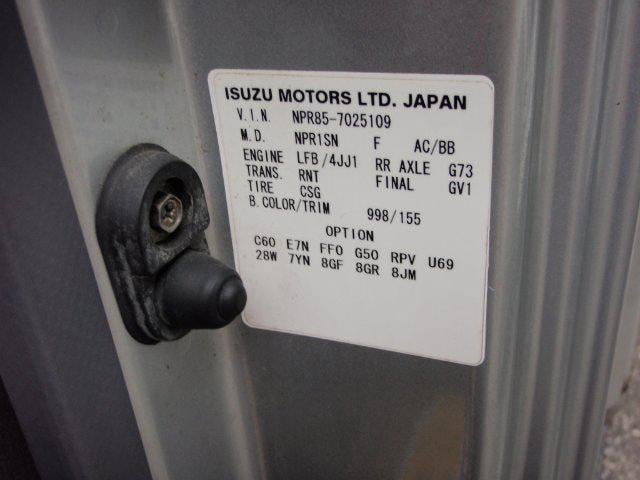 ISUZU MOTORS LTD. JAPAN
V.I.N. NPR85-7025109
M.D. NPR1SN F AC/BB
ENGINE LFB/4JJ1 RR AXLE G73
TRANS. RNT FINAL GV1
TIRE CSG
B.COLOR/TRIM 998/155
OPTION
C60 E7N FF0 G50 RPV U69
28W 7YN 8GF 8GR 8JM